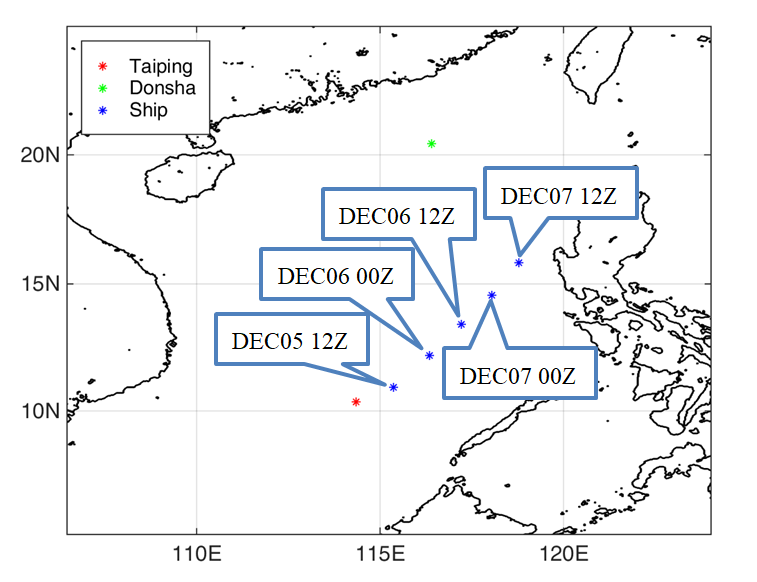 Taiping
Donsha
Ship
20N
15N
10N
DEC07 12Z
DEC06 12Z
DEC06 00Z
DEC05 12Z
DEC07 00Z
110E
115E
120E